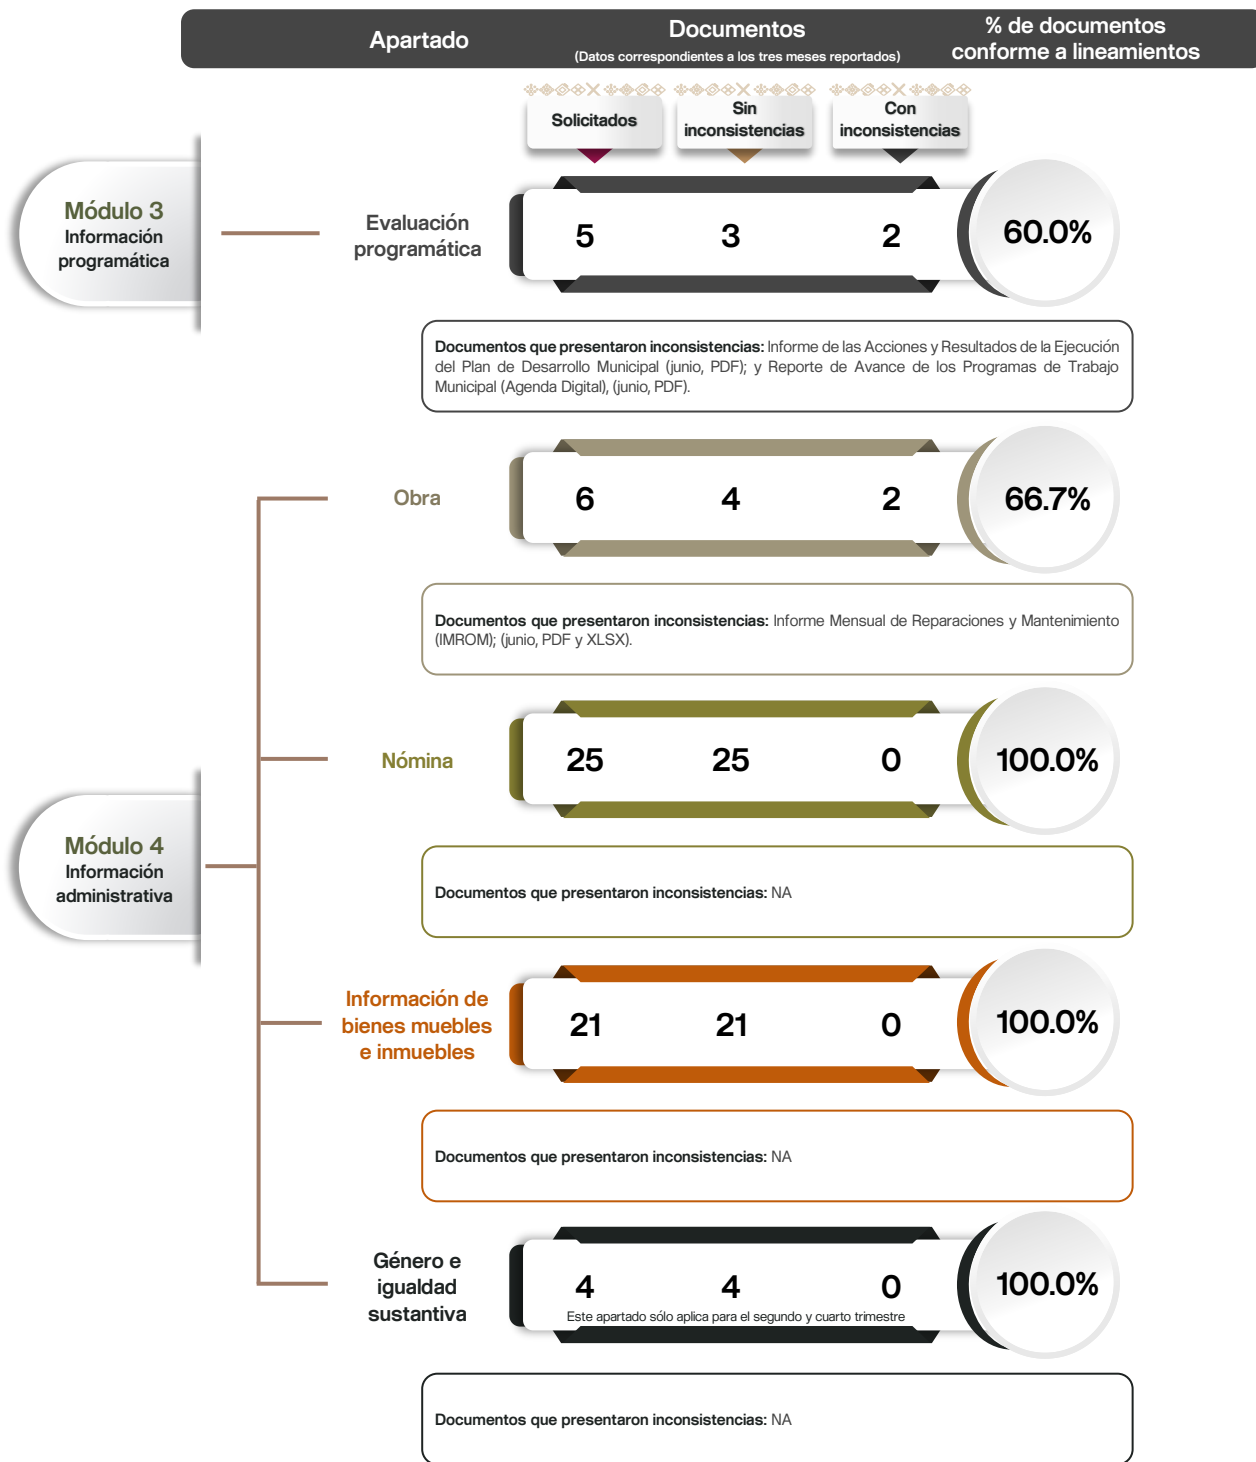 Apartado
Documentos
(Datos correspondientes a los tres meses reportados)
% de documentos
conforme a lineamientos
Solicitados
Sin
inconsistencias
Con
inconsistencias
Módulo 3
Información
programática
Evaluación
programática
5 3 2 60.0%
Documentos que presentaron inconsistencias: Informe de las Acciones y Resultados de la Ejecución
del Plan de Desarrollo Municipal (junio, PDF); y Reporte de Avance de los Programas de Trabajo
Municipal (Agenda Digital), (junio, PDF).
Obra
6 4 2 66.7%
Documentos que presentaron inconsistencias: Informe Mensual de Reparaciones y Mantenimiento
(IMROM); (junio, PDF y XLSX).
Nómina
25 25 0 100.0%
Módulo 4
Información
administrativa
Documentos que presentaron inconsistencias: NA
Información de
bienes muebles
e inmuebles
21 21 0 100.0%
Documentos que presentaron inconsistencias: NA
Género e
igualdad
sustantiva
4 4 0 100.0%
Este apartado sólo aplica para el segundo y cuarto trimestre
Documentos que presentaron inconsistencias: NA